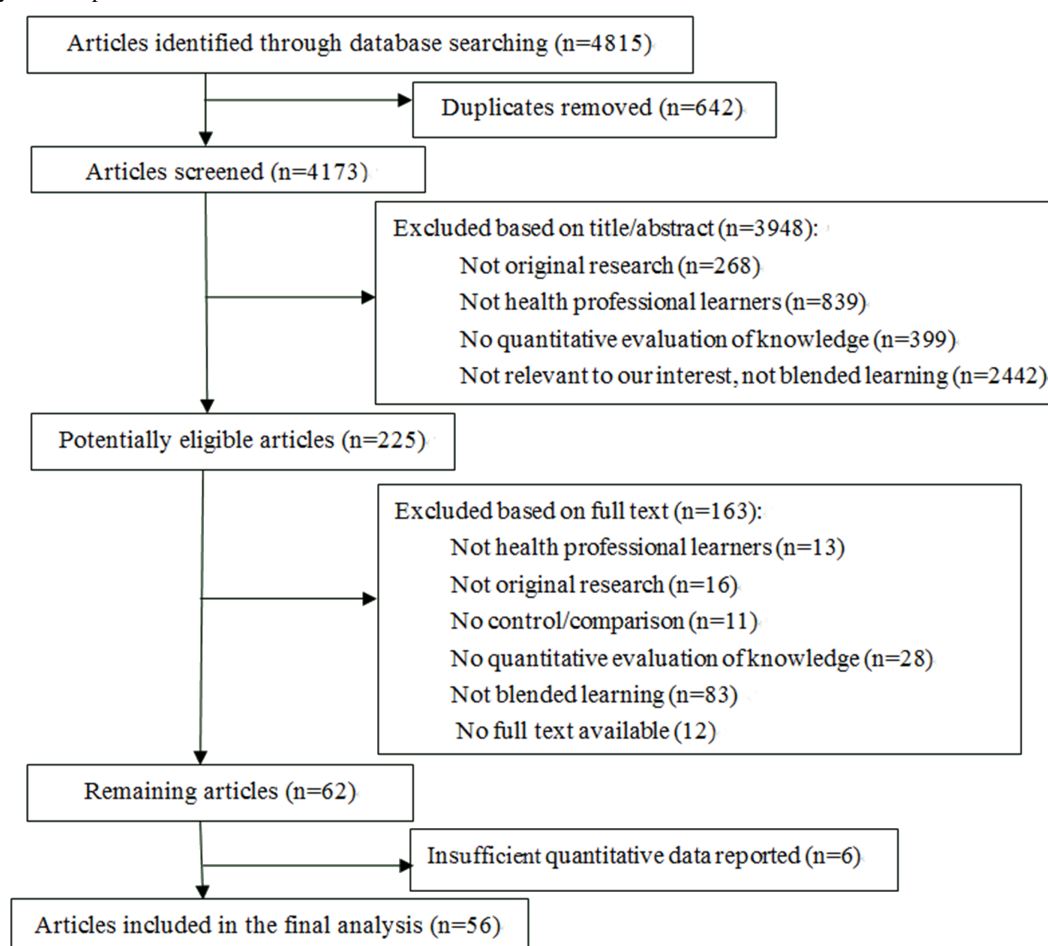 Articles identified through database searching (n=4815)
Duplicates removed (n=642)
Articles screened (n=4173)
Excluded based on title/abstract (n=3948):
Not original research (n=268)
Not health professional learners (n=839)
No quantitative evaluation of knowledge (n=399)
Not relevant to our interest, not blended learning (n=2442)
Potentially eligible articles (n=225)
Excluded based on full text (n=163):
Not health professional learners (n=13)
Not original research (n=16)
No control/comparison (n=11)
No quantitative evaluation of knowledge (n=28)
Not blended learning (n=83)
No full text available (12)
Remaining articles (n=62)
Insufficient quantitative data reported (n=6)
Articles included in the final analysis (n=56)